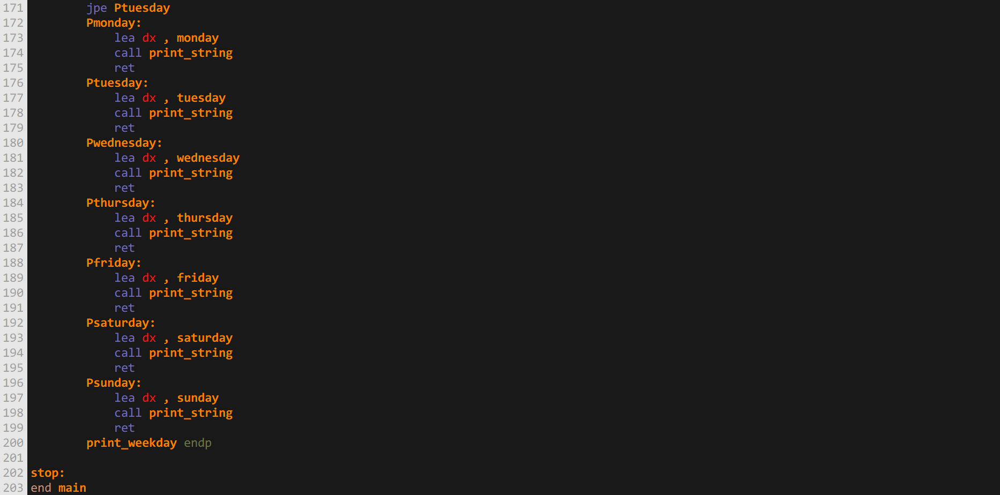 171 jpe Ptuesday
172 Pmonday:
173 lea dx , monday
174 call print_string
175 ret
176 Ptuesday:
177 lea dx , tuesday
178 call print_string
179 ret
180 Pwednesday:
181 lea dx , wednesday
182 call print_string
183 ret
184 Pthursday:
185 lea dx , thursday
186 call print_string
187 ret
188 Pfriday:
189 lea dx , friday
190 call print_string
191 ret
192 Psaturday:
193 lea dx , saturday
194 call print_string
195 ret
196 Psunday:
197 lea dx , sunday
198 call print_string
199 ret
200 print_weekday endp
201
202 stop:
203 end main